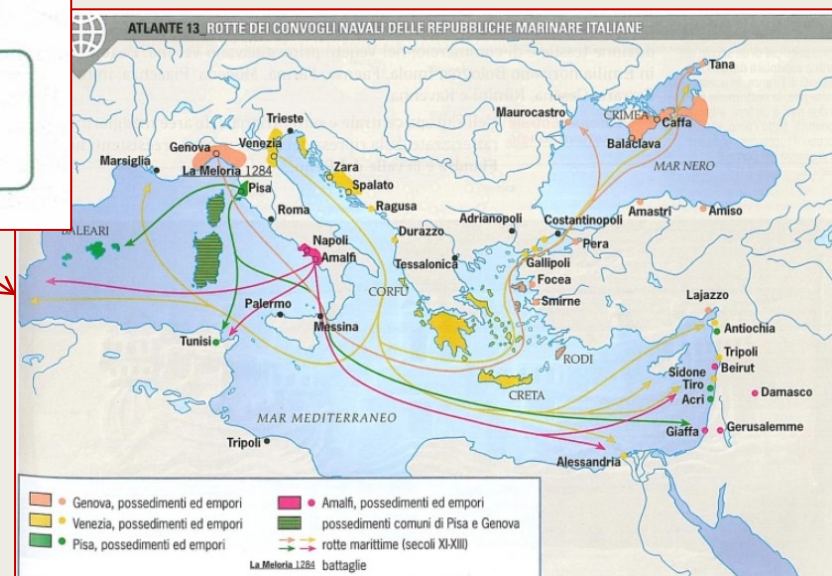 ATLANTE 13_ROTTE DEI CONVOGLI NAVALI DELLE REPUBBLICHE MARINARE ITALIANE
Tana
Maurocastro
CRIMEA
Caffa
Balaclava
MAR NERO
Trieste
Genova
Venezia
Marsiglia
La Meloria 1284
Pisa
Zara
Spalato
Ragusa
Roma
BALEARI
Napoli
Amalfi
Durazzo
Tessalonica
Adrianopoli
Costantinopoli
Amastri
Amiso
Pera
Gallipoli
Focea
Smirne
CORFÙ
Palermo
Messina
Tunisi
Lajazzo
Antiochia
RODI
Tripoli
Sidone
Beirut
Tiro
Acri
Damasco
CRETA
MAR MEDITERRANEO
Tripoli
Giaffa
Gerusalemme
Alessandria
Genova, possedimenti ed empori
Venezia, possedimenti ed empori
Pisa, possedimenti ed empori
Amalfi, possedimenti ed empori
possedimenti comuni di Pisa e Genova
rotte marittime (secoli XI-XIII)
La Meloria 1284 battaglie